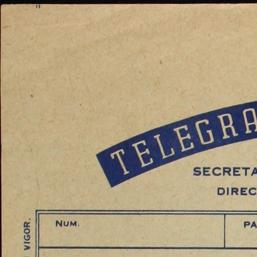 TELEGRA
SECRETA
DIREC
NUM.
PA
VIGOR.